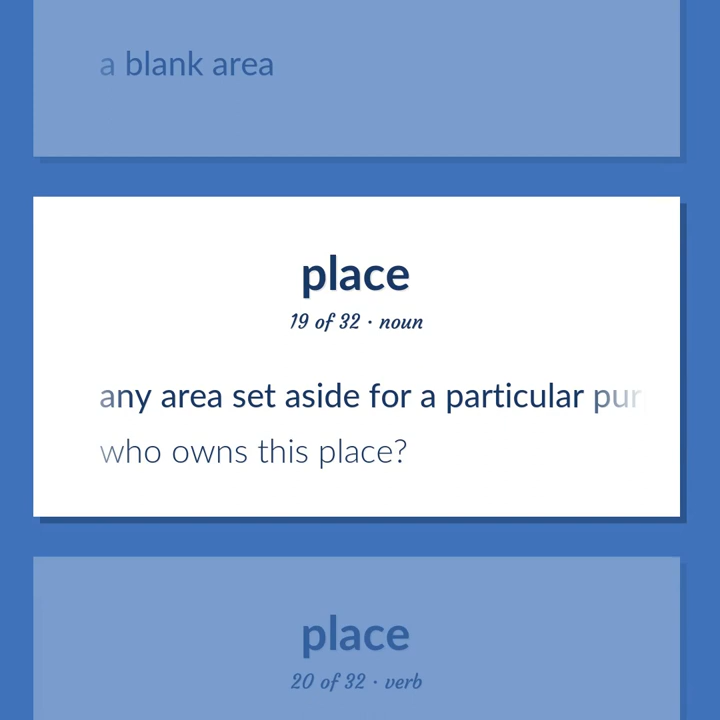 a blank area
place
19 of 32 · noun
any area set aside for a particular
who owns this place?
place
20 of 32 · verb